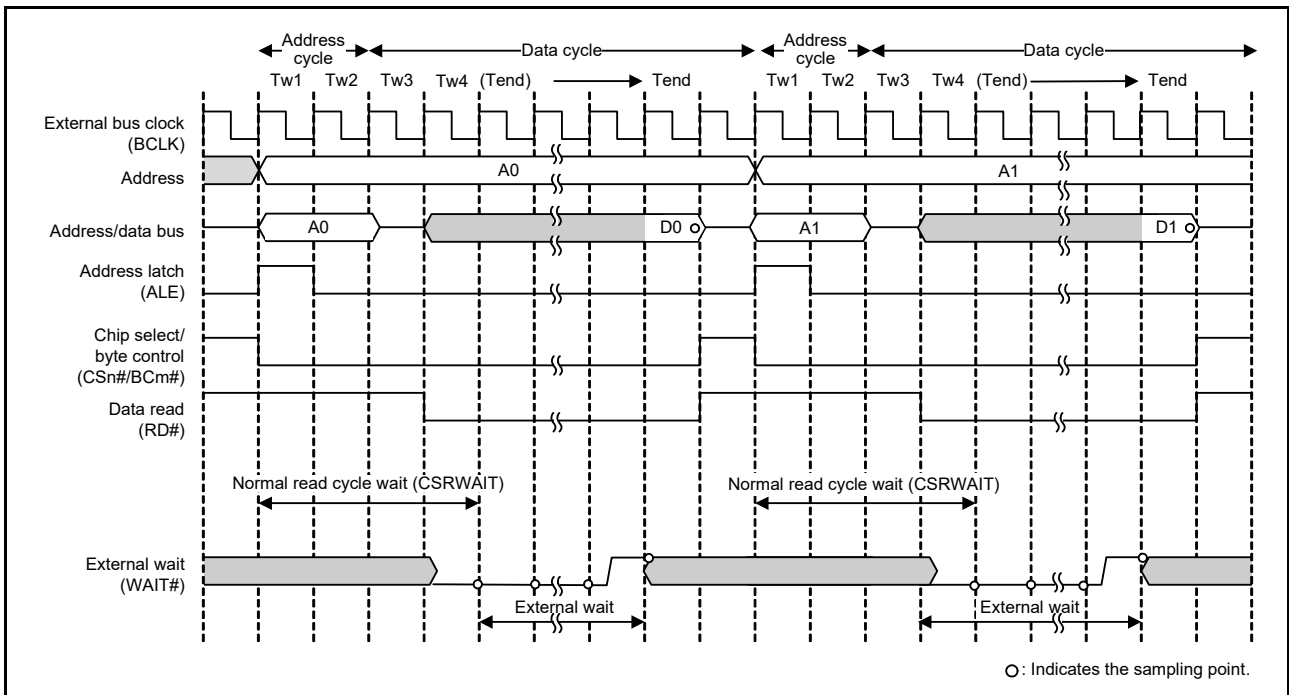 Address cycle Data cycle Address cycle Data cycle
Tw1 Tw2 Tw3 Tw4 (Tend) Tend Tw1 Tw2 Tw3 Tw4 (Tend) Tend
External bus clock
(BCLK)
Address A0 A1
Address/data bus A0 D0 A1 D1
Address latch
(ALE)
Chip select/
byte control
(CSn#/BCm#)
Data read
(RD#)
Normal read cycle wait (CSRWAIT) Normal read cycle wait (CSRWAIT)
External wait
(WAIT#)
External wait External wait
: Indicates the sampling point.